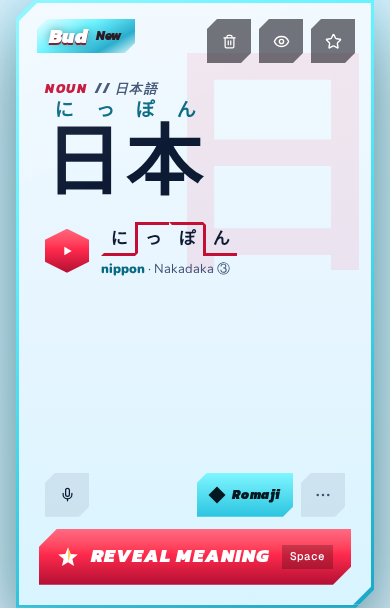 Bud New
NOUN // 日本語
に っ ぽ ん
日本
日
に っ ぽ ん
nippon · Nakadaka ③
Romaji
REVEAL MEANING Space